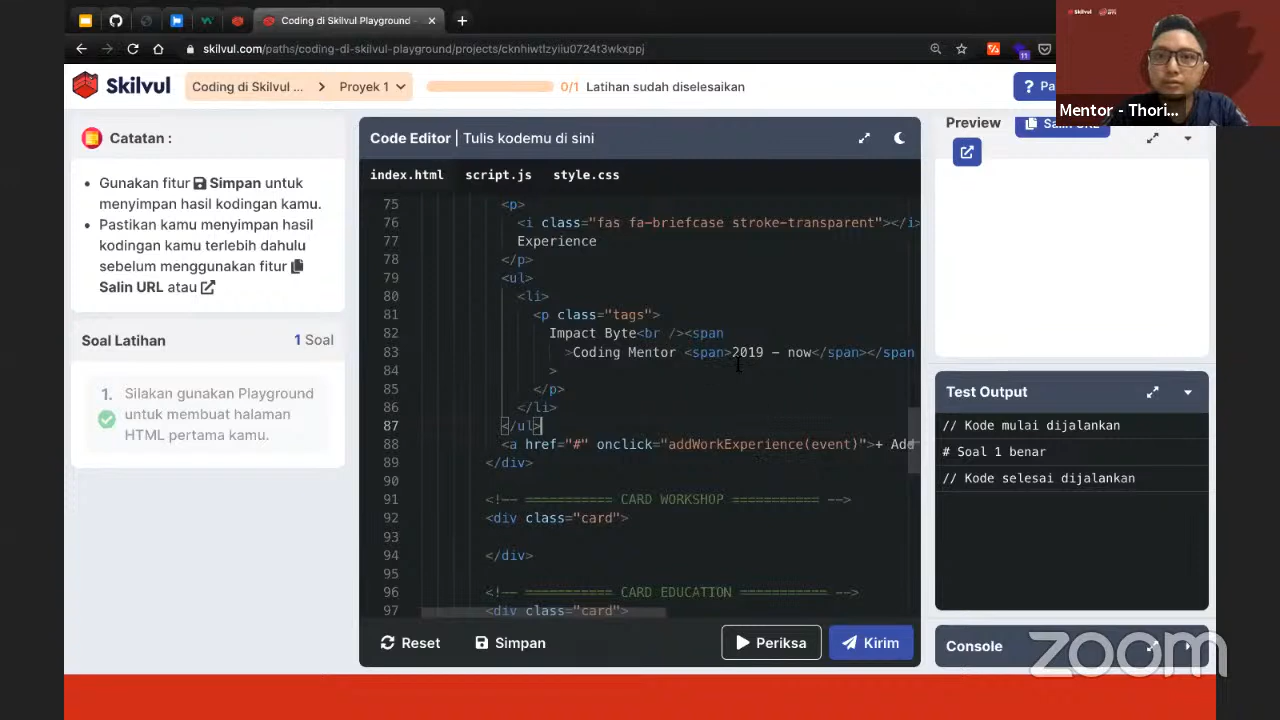 Coding di Skilvul Playground -
skilvul.com/paths/coding-di-skilvul-playground/projects/cknhiwtlzyiiu0724t3wkxppj
11
Skilvul
Coding di Skilvul ...
Proyek 1
0/1 Latihan sudah diselesaikan
? Pa
Skilvul
Mentor - Thori...
Catatan :
Gunakan fitur Simpan untuk
menyimpan hasil kodingan kamu.
Pastikan kamu menyimpan hasil
kodingan kamu terlebih dahulu
sebelum menggunakan fitur
Salin URL atau
Soal Latihan 1 Soal
1. Silakan gunakan Playground
untuk membuat halaman
HTML pertama kamu.
Code Editor | Tulis kodemu di sini
index.html script.js style.css
75 <p>
76 <i class="fas fa-briefcase stroke-transparent"></i
77 Experience
78 </p>
79 <ul>
80 <li>
81 <p class="tags">
82 Impact Byte<br /><span
83 >Coding Mentor <span>2019 – now</span></span
84 >
85 </p>
86 </li>
87 </ul>
88 <a href="#" onclick="addWorkExperience(event)">+ Add
89 </div>
90
91 <!-- =========== CARD WORKSHOP =========== -->
92 <div class="card">
93
94 </div>
95
96 <!-- =========== CARD EDUCATION =========== -->
97 <div class="card">
Reset Simpan Periksa Kirim
Preview
Salin URL
Test Output
// Kode mulai dijalankan
# Soal 1 benar
// Kode selesai dijalankan
Console
zoom